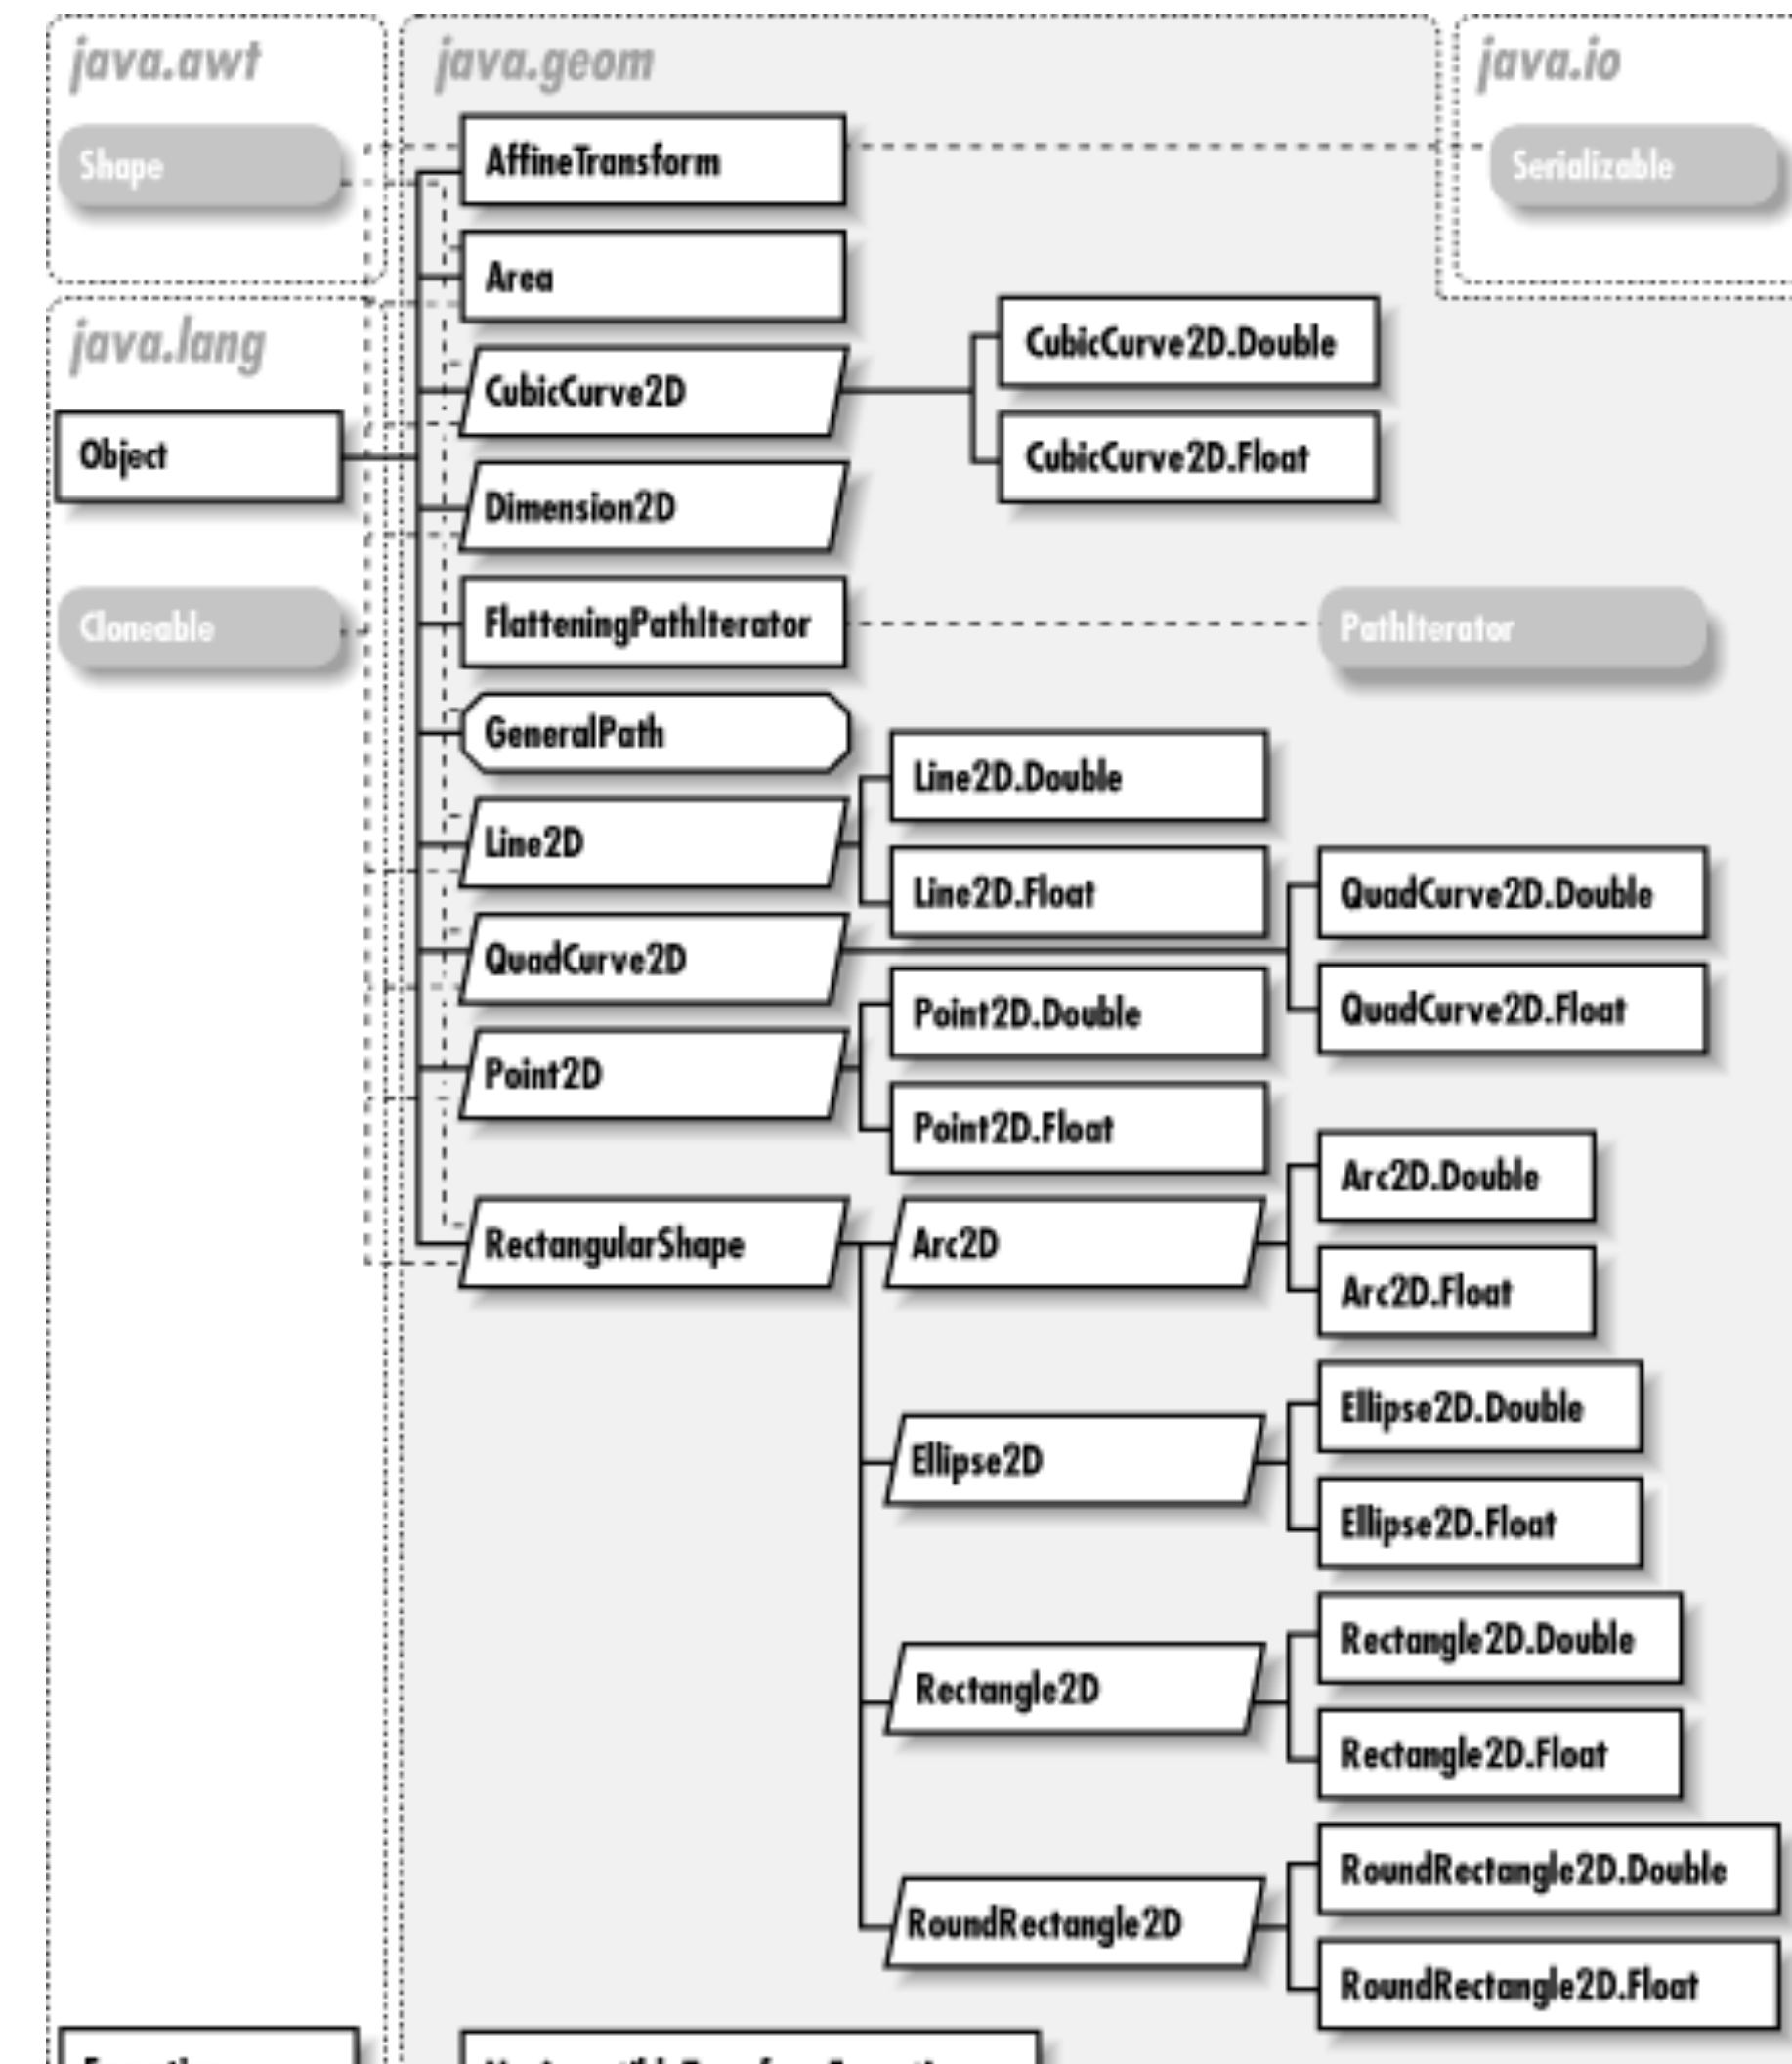 java.awt
java.geom
java.io
Shape
AffineTransform
Serializable
Area
java.lang
CubicCurve2D.Double
CubicCurve2D
Object
CubicCurve2D.Float
Dimension2D
Cloneable
FlatteningPathIterator
PathIterator
GeneralPath
Line2D.Double
Line2D
Line2D.Float
QuadCurve2D.Double
QuadCurve2D
Point2D.Double
QuadCurve2D.Float
Point2D
Point2D.Float
Arc2D.Double
RectangularShape
Arc2D
Arc2D.Float
Ellipse2D.Double
Ellipse2D
Ellipse2D.Float
Rectangle2D.Double
Rectangle2D
Rectangle2D.Float
RoundRectangle2D.Double
RoundRectangle2D
RoundRectangle2D.Float